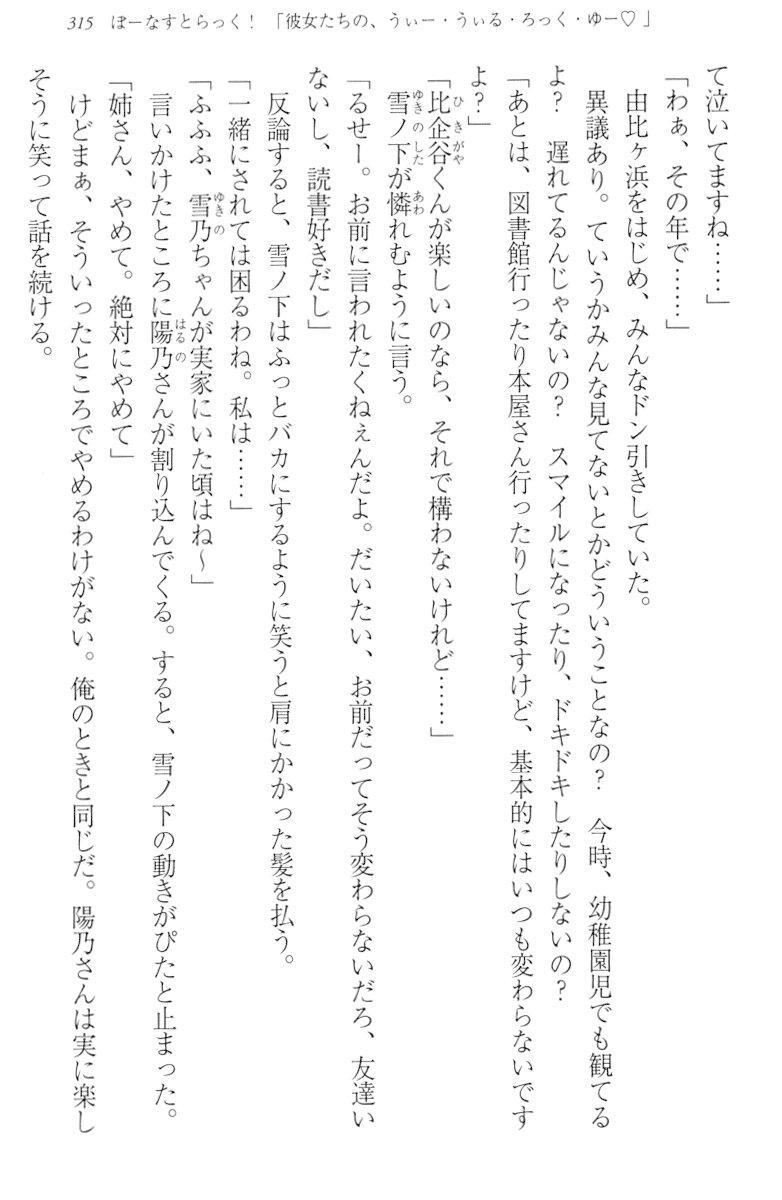 315　ぼーなすとらっく！　「彼女たちの、うぃー・うぃる・ろっく・ゆー♡」
て泣いてますね……」
「わぁ、その年で……」
　由比ヶ浜をはじめ、みんなドン引きしていた。
　異議あり。ていうかみんな見てないとかどういうことなの？　今時、幼稚園児でも観てる
よ？　遅れてるんじゃないの？　スマイルになったり、ドキドキしたりしないの？
「あとは、図書館行ったり本屋さん行ったりしてますけど、基本的にはいつも変わらないです
よ？」
「比企谷くんが楽しいのなら、それで構わないけれど……」
　雪ノ下が憐れむように言う。
「るせー。お前に言われたくねぇんだよ。だいたい、お前だってそう変わらないだろ、友達い
ないし、読書好きだし」
　反論すると、雪ノ下はふっとバカにするように笑うと肩にかかった髪を払う。
「一緒にされては困るわね。私は……」
「ふふふ、雪乃ちゃんが実家にいた頃はね～」
　言いかけたところに陽乃さんが割り込んでくる。すると、雪ノ下の動きがぴたと止まった。
「姉さん、やめて。絶対にやめて」
　けどまぁ、そういったところでやめるわけがない。俺のときと同じだ。陽乃さんは実に楽し
そうに笑って話を続ける。